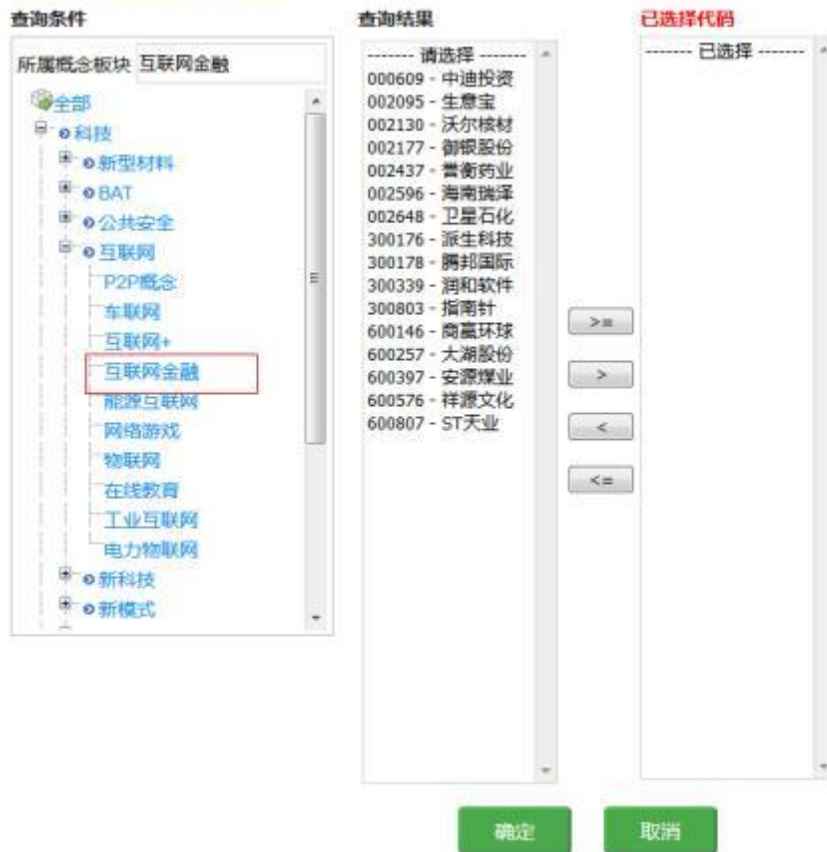 查询条件
所属概念板块 互联网金融
全部
科技
新型材料
BAT
公共安全
互联网
P2P概念
车联网
互联网+
互联网金融
能源互联网
网络游戏
物联网
在线教育
工业互联网
电力物联网
新科技
新模式
查询结果
------- 请选择 -------
000609 - 中迪投资
002095 - 生意宝
002130 - 沃尔核材
002177 - 御银股份
002437 - 誉衡药业
002596 - 海南瑞泽
002648 - 卫星石化
300176 - 派生科技
300178 - 腾邦国际
300339 - 润和软件
300803 - 指南针
600146 - 商赢环球
600257 - 大湖股份
600397 - 安源煤业
600576 - 祥源文化
600807 - ST天业
>=
>
<
<=
已选择代码
------- 已选择 -------
确定
取消